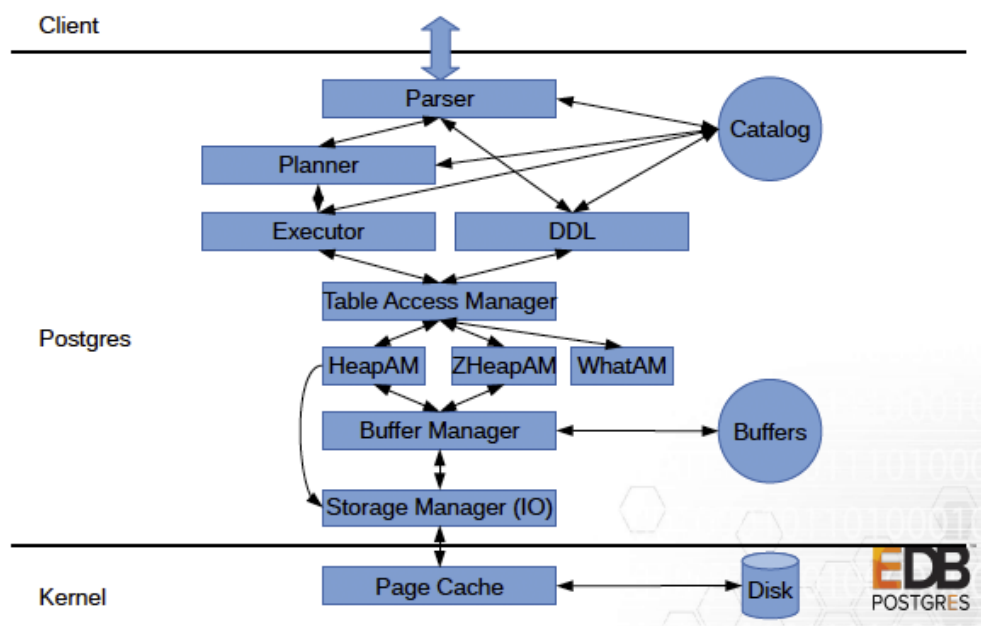 Client
Parser
Catalog
Planner
Executor
DDL
Table Access Manager
Postgres
HeapAM
ZHeapAM
WhatAM
Buffer Manager
Buffers
Storage Manager (IO)
Kernel
Page Cache
Disk
EDB
POSTGRES